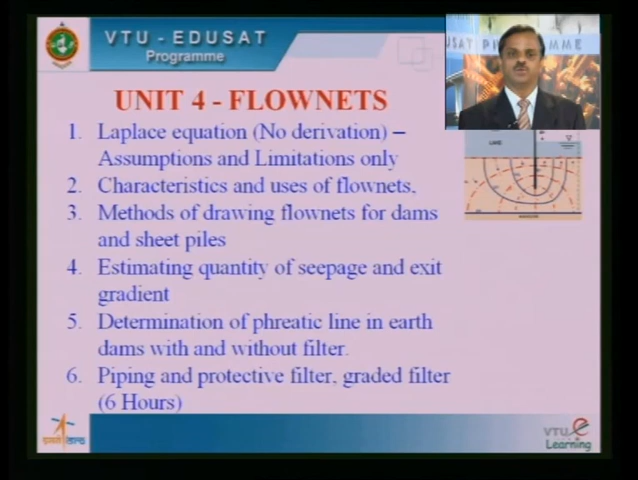 VTU - EDUSAT
Programme
USAT P MME
UNIT 4 - FLOWNETS
1. Laplace equation (No derivation) –
Assumptions and Limitations only
2. Characteristics and uses of flownets,
3. Methods of drawing flownets for dams
and sheet piles
4. Estimating quantity of seepage and exit
gradient
5. Determination of phreatic line in earth
dams with and without filter.
6. Piping and protective filter, graded filter
(6 Hours)
VTU e
Learning